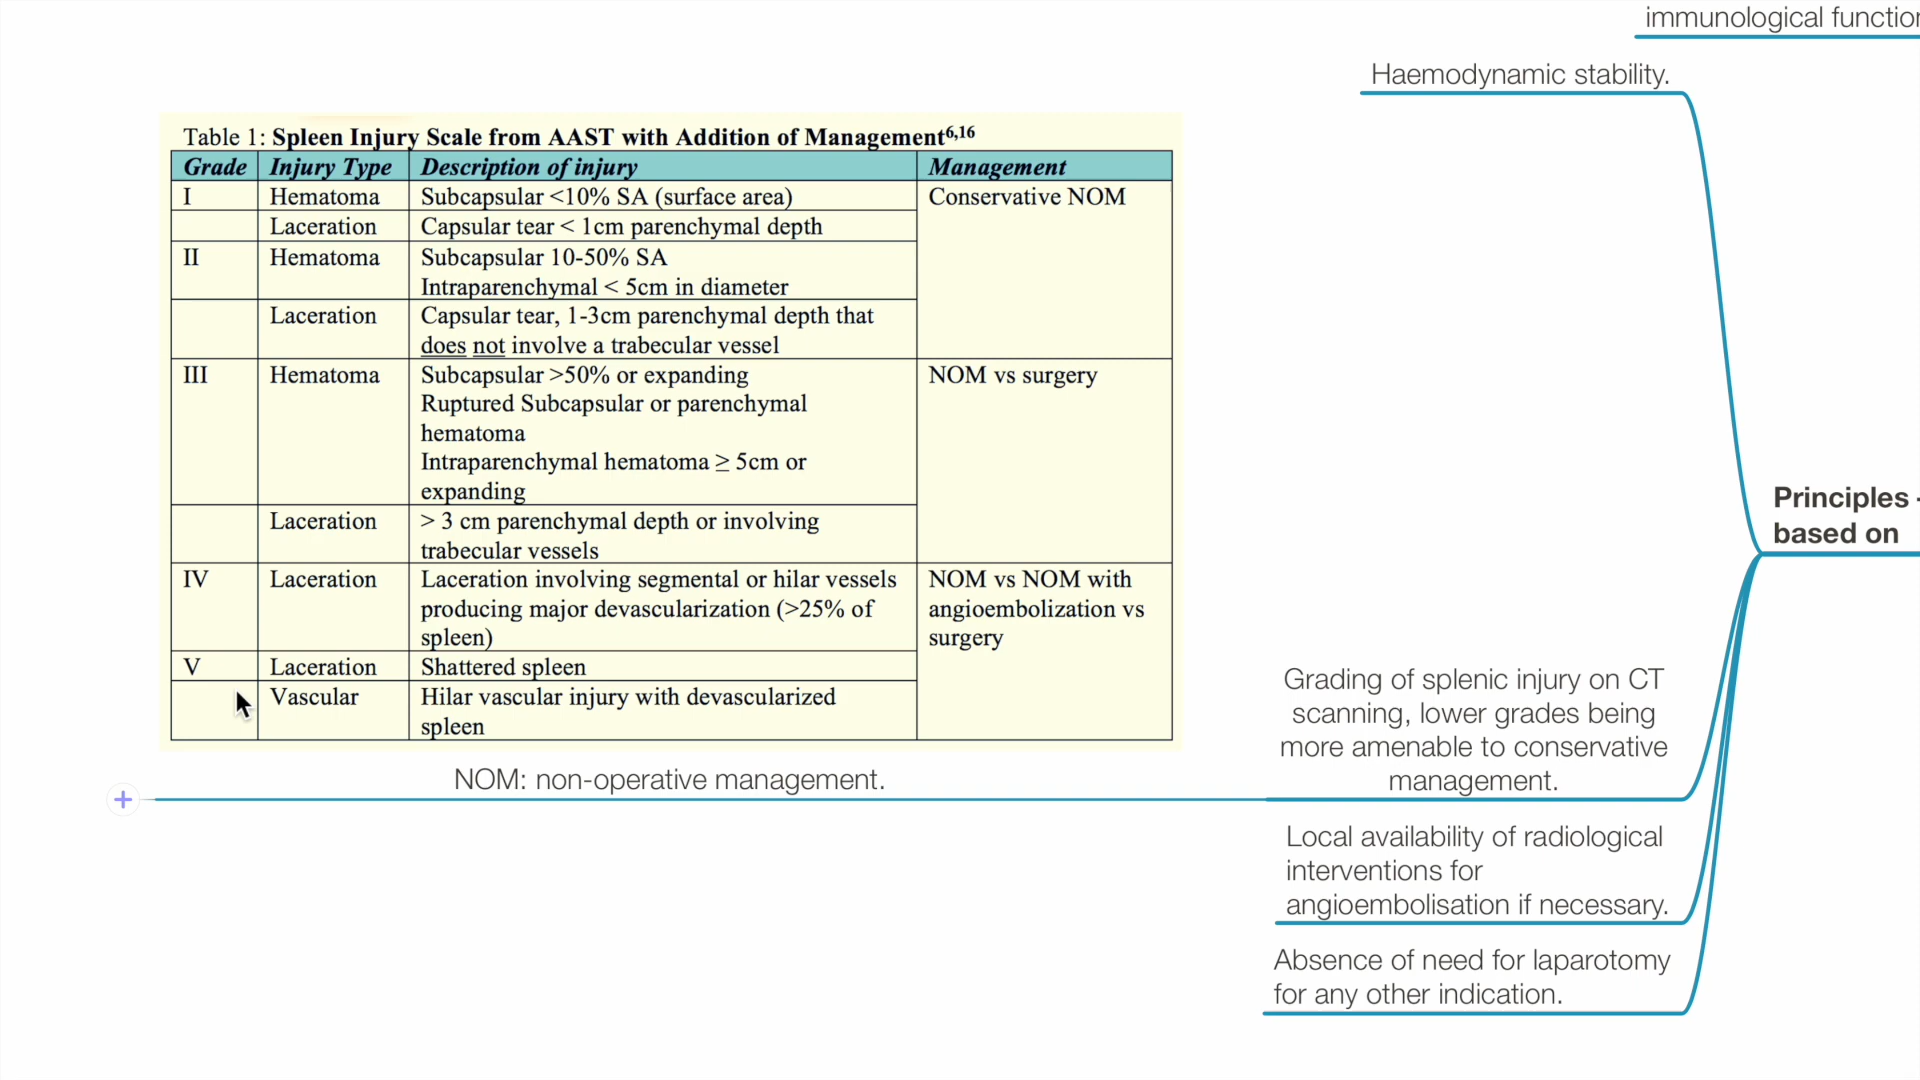 immunological function
Haemodynamic stability.
Table 1: Spleen Injury Scale from AAST with Addition of Management6,16
Grade Injury Type Description of injury Management
I Hematoma Subcapsular <10% SA (surface area) Conservative NOM
Laceration Capsular tear < 1cm parenchymal depth
II Hematoma Subcapsular 10-50% SA
Intraparenchymal < 5cm in diameter
Laceration Capsular tear, 1-3cm parenchymal depth that
does not involve a trabecular vessel
III Hematoma Subcapsular >50% or expanding NOM vs surgery
Ruptured Subcapsular or parenchymal
hematoma
Intraparenchymal hematoma ≥ 5cm or
expanding
Laceration > 3 cm parenchymal depth or involving
trabecular vessels
IV Laceration Laceration involving segmental or hilar vessels NOM vs NOM with
producing major devascularization (>25% of angioembolization vs
spleen) surgery
V Laceration Shattered spleen
Vascular Hilar vascular injury with devascularized
spleen
NOM: non-operative management.
Principles -
based on
Grading of splenic injury on CT
scanning, lower grades being
more amenable to conservative
management.
Local availability of radiological
interventions for
angioembolisation if necessary.
Absence of need for laparotomy
for any other indication.